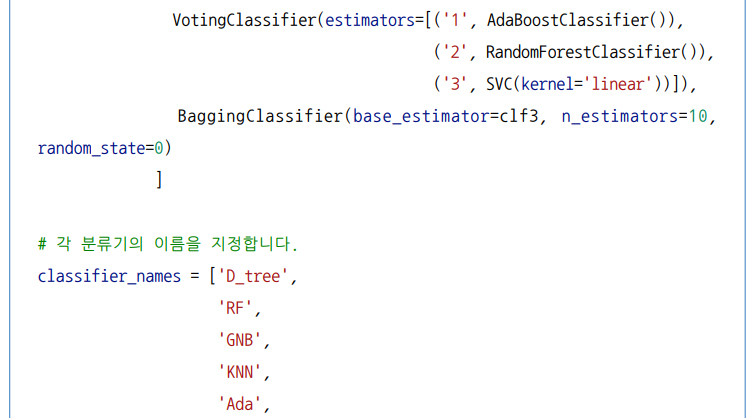 VotingClassifier(estimators=[('1', AdaBoostClassifier()),
('2', RandomForestClassifier()),
('3', SVC(kernel='linear'))]),
BaggingClassifier(base_estimator=clf3, n_estimators=10,
random_state=0)
]
# 각 분류기의 이름을 지정합니다.
classifier_names = ['D_tree',
'RF',
'GNB',
'KNN',
'Ada',